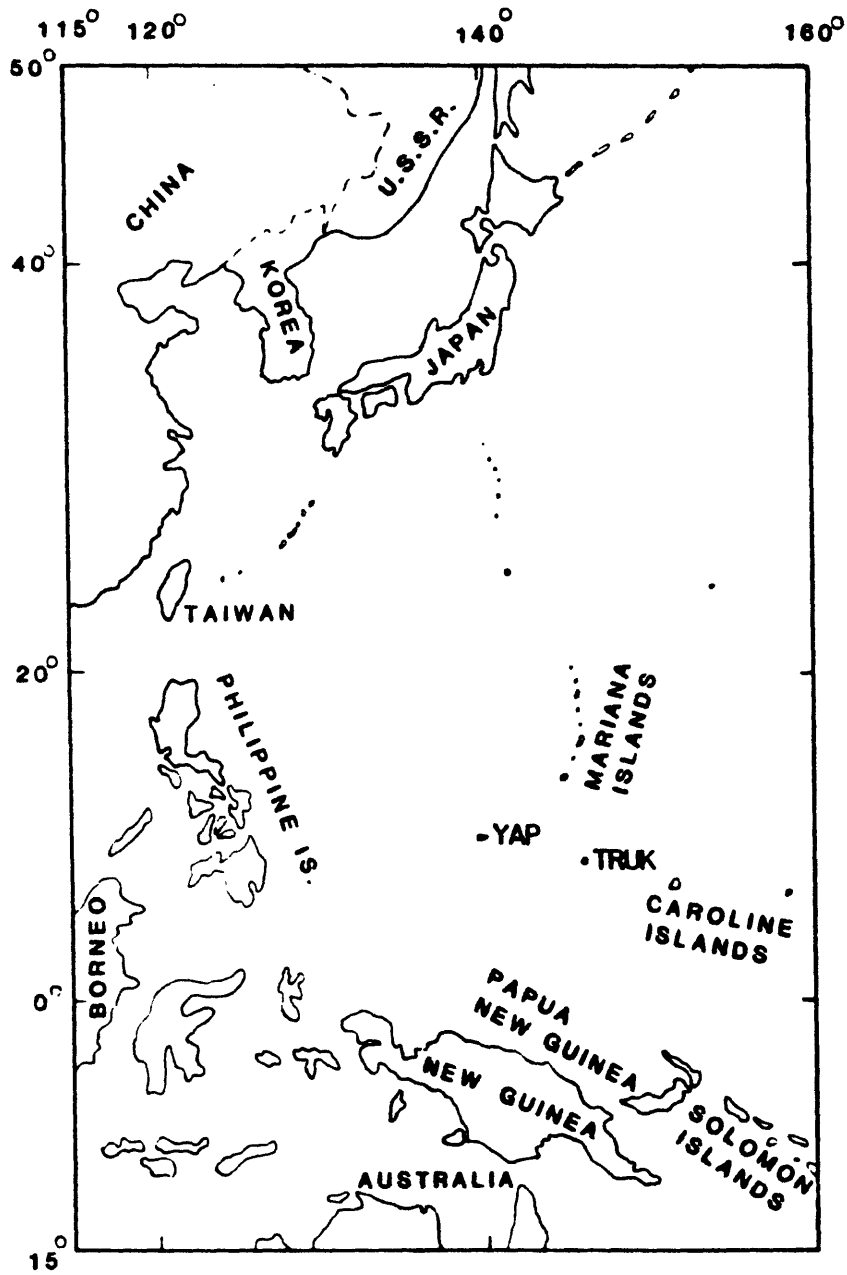 115° 120° 140° 160°
50°
U.S.S.R.
CHINA
40°
KOREA
JAPAN
TAIWAN
20°
PHILIPPINE IS.
MARIANA
ISLANDS
YAP
TRUK
CAROLINE
ISLANDS
BORNEO
0°
PAPUA
NEW GUINEA
NEW GUINEA
SOLOMON
ISLANDS
AUSTRALIA
15°